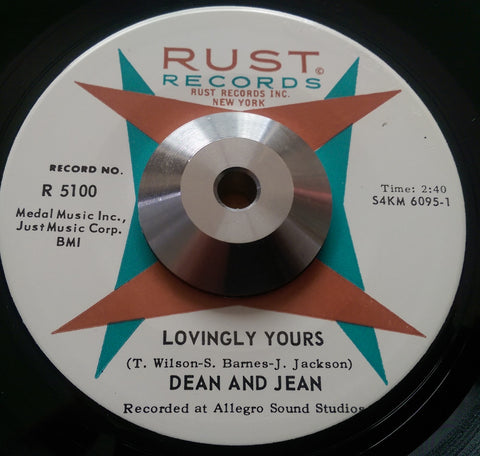 RUST ©
RECORDS
RUST RECORDS INC.
NEW YORK
RECORD NO.
R 5100
Medal Music Inc.,
Just Music Corp.
BMI
Time: 2:40
S4KM 6095-1
LOVINGLY YOURS
(T. Wilson-S. Barnes-J. Jackson)
DEAN AND JEAN
Recorded at Allegro Sound Studios